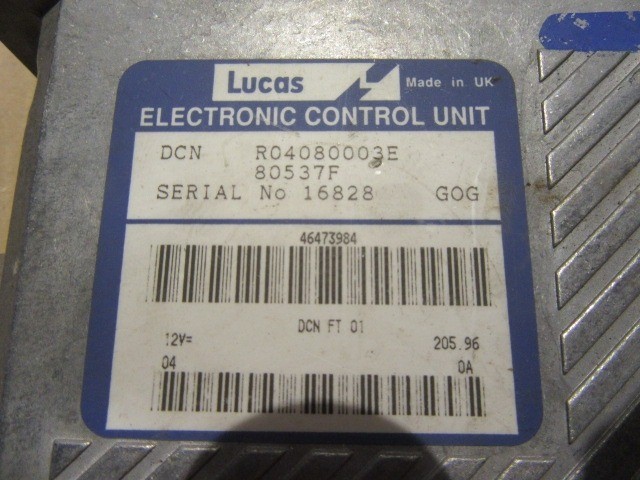 Lucas Made in UK
ELECTRONIC CONTROL UNIT
DCN R04080003E
80537F
SERIAL No 16828 GOG
46473984
DCN FT 01
12V= 205.96
04 0A